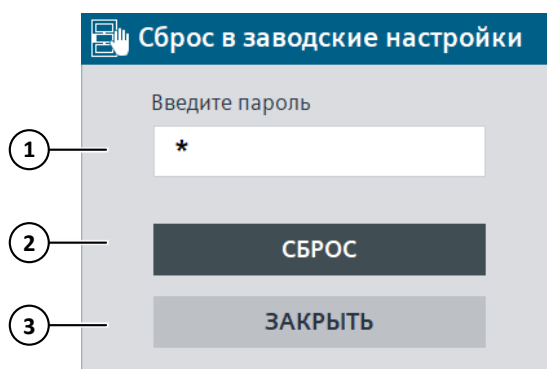 Сброс в заводские настройки
Введите пароль
1
*
2
СБРОС
3
ЗАКРЫТЬ